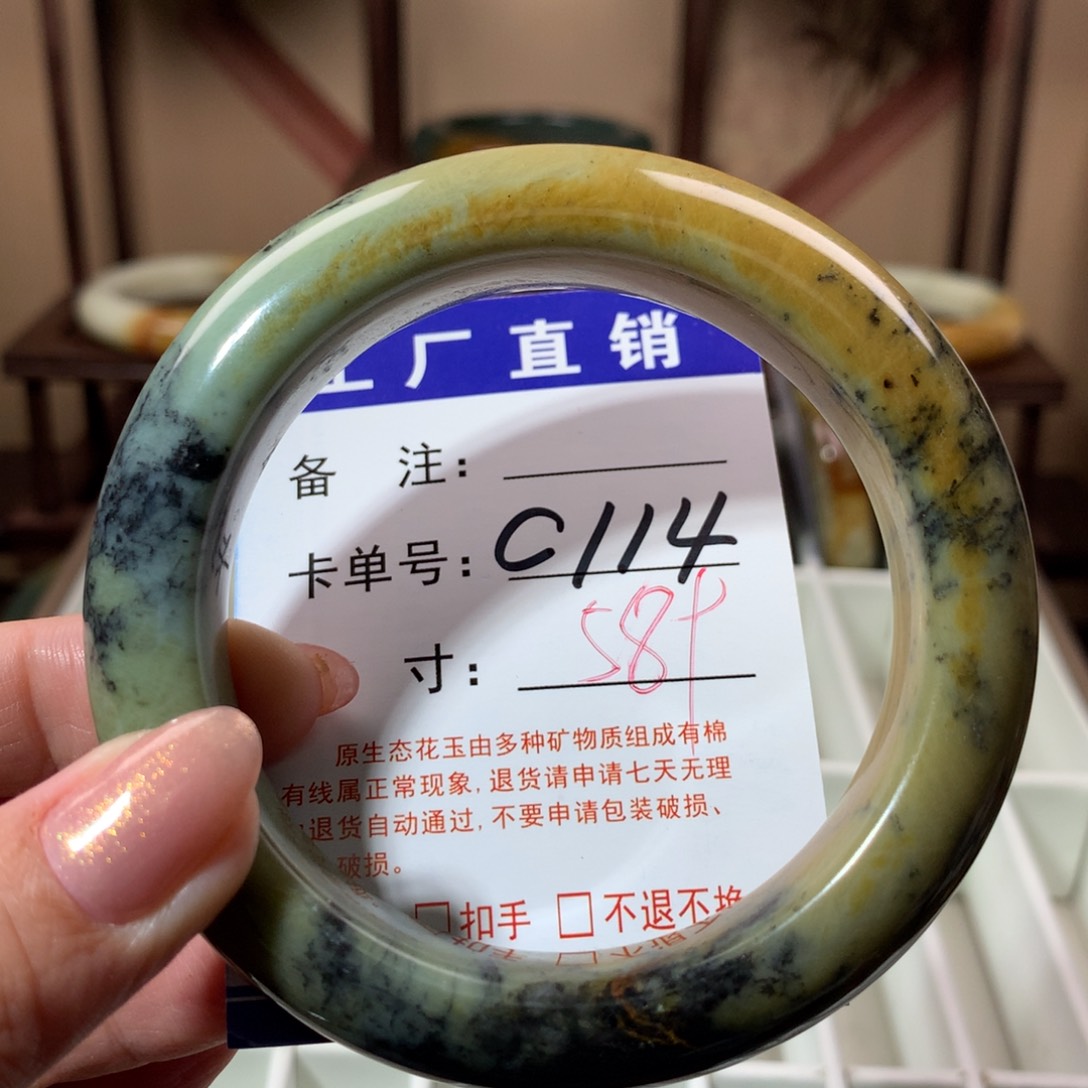 工厂直销
备 注:
卡单号: C114
寸: 58
原生态花玉由多种矿物质组成有棉
有线属正常现象,退货请申请七天无理
退货自动通过,不要申请包装破损、
破损。
□扣手 □不退不换